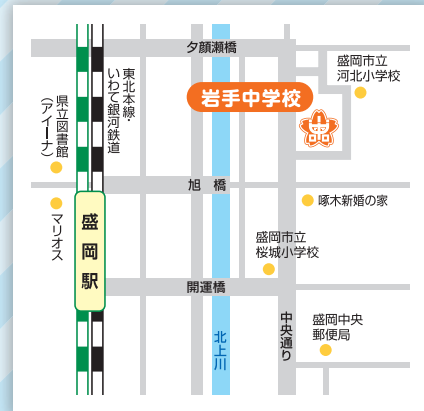 夕顔瀬橋
盛岡市立
河北小学校
東北本線・
いわて銀河鉄道
岩手中学校
県立図書館
(アイーナ)
旭橋
啄木新婚の家
マリオス
盛岡駅
盛岡市立
桜城小学校
開運橋
中央通り
盛岡中央
郵便局
北上川